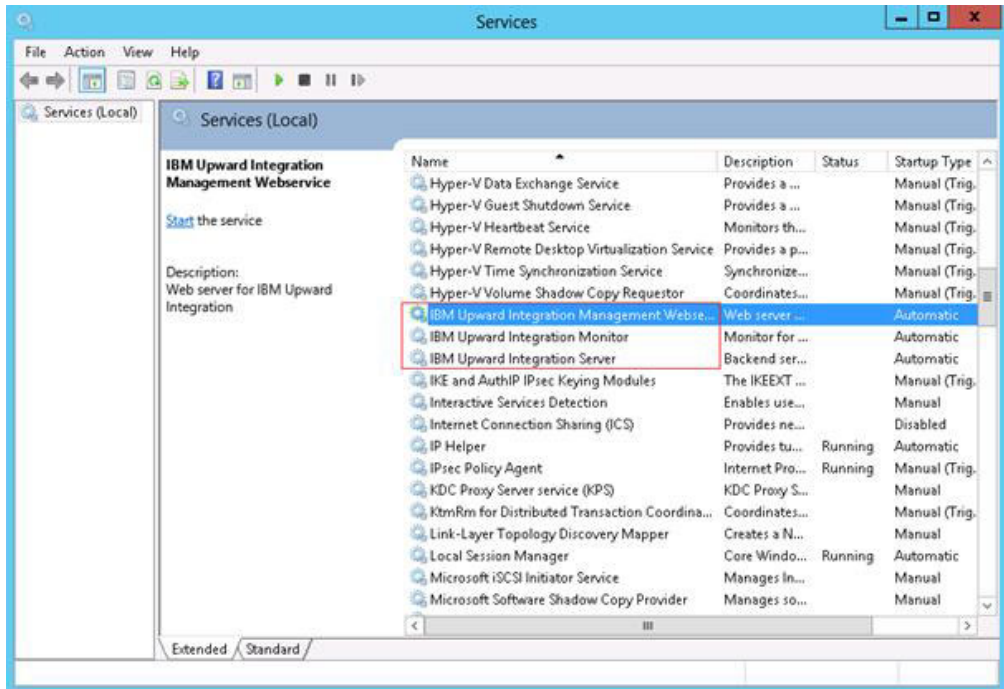 Services
File Action View Help
Services (Local)
Services (Local)
IBM Upward Integration
Management Webservice
Start the service
Description:
Web server for IBM Upward
Integration
Name Description Status Startup Type
Hyper-V Data Exchange Service Provides a ... Manual (Trig.
Hyper-V Guest Shutdown Service Provides a ... Manual (Trig.
Hyper-V Heartbeat Service Monitors th... Manual (Trig.
Hyper-V Remote Desktop Virtualization Service Provides a p... Manual (Trig.
Hyper-V Time Synchronization Service Synchronize... Manual (Trig.
Hyper-V Volume Shadow Copy Requestor Coordinates... Manual (Trig.
IBM Upward Integration Management Webse... Web server ... Automatic
IBM Upward Integration Monitor Monitor for ... Automatic
IBM Upward Integration Server Backend ser... Automatic
IKE and AuthIP IPsec Keying Modules The IKEEXT ... Manual (Trig.
Interactive Services Detection Enables use... Manual
Internet Connection Sharing (ICS) Provides ne... Disabled
IP Helper Provides tu... Running Automatic
IPsec Policy Agent Internet Pro... Running Manual (Trig.
KDC Proxy Server service (KPS) KDC Proxy S... Manual
KtmRm for Distributed Transaction Coordina... Coordinates... Manual (Trig.
Link-Layer Topology Discovery Mapper Creates a N... Manual
Local Session Manager Core Windo... Running Automatic
Microsoft iSCSI Initiator Service Manages In... Manual
Microsoft Software Shadow Copy Provider Manages so... Manual
Extended Standard